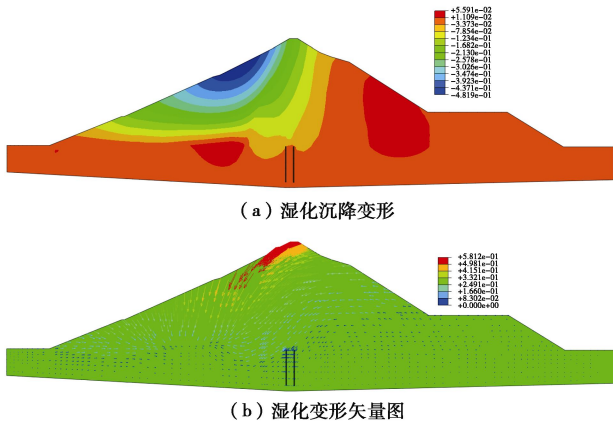 +5.591e-02
+1.109e-02
-3.373e-02
-7.854e-02
-1.234e-01
-1.682e-01
-2.130e-01
-2.578e-01
-3.026e-01
-3.474e-01
-3.923e-01
-4.371e-01
-4.819e-01
(a)湿化沉降变形
+5.812e-01
+4.981e-01
+4.151e-01
+3.321e-01
+2.491e-01
+1.660e-01
+8.302e-02
+0.000e+00
(b)湿化变形矢量图